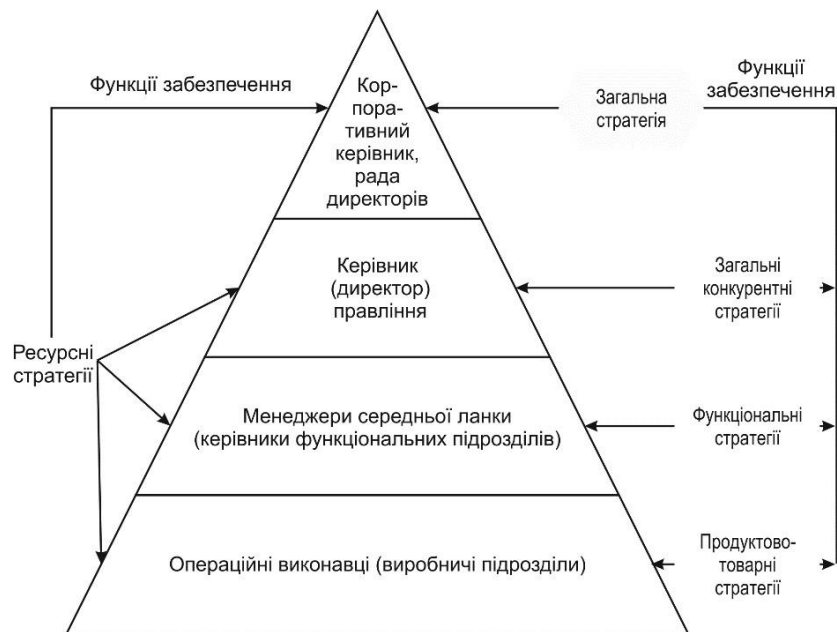 Функції забезпечення
Кор-
пора-
тивний
керівник,
рада
директорів
Загальна
стратегія
Функції
забезпечення
Керівник
(директор)
правління
Загальні
конкурентні
стратегії
Ресурсні
стратегії
Менеджери середньої ланки
(керівники функціональних підрозділів)
Функціональні
стратегії
Операційні виконавці (виробничі підрозділи)
Продуктово-
товарні
стратегії